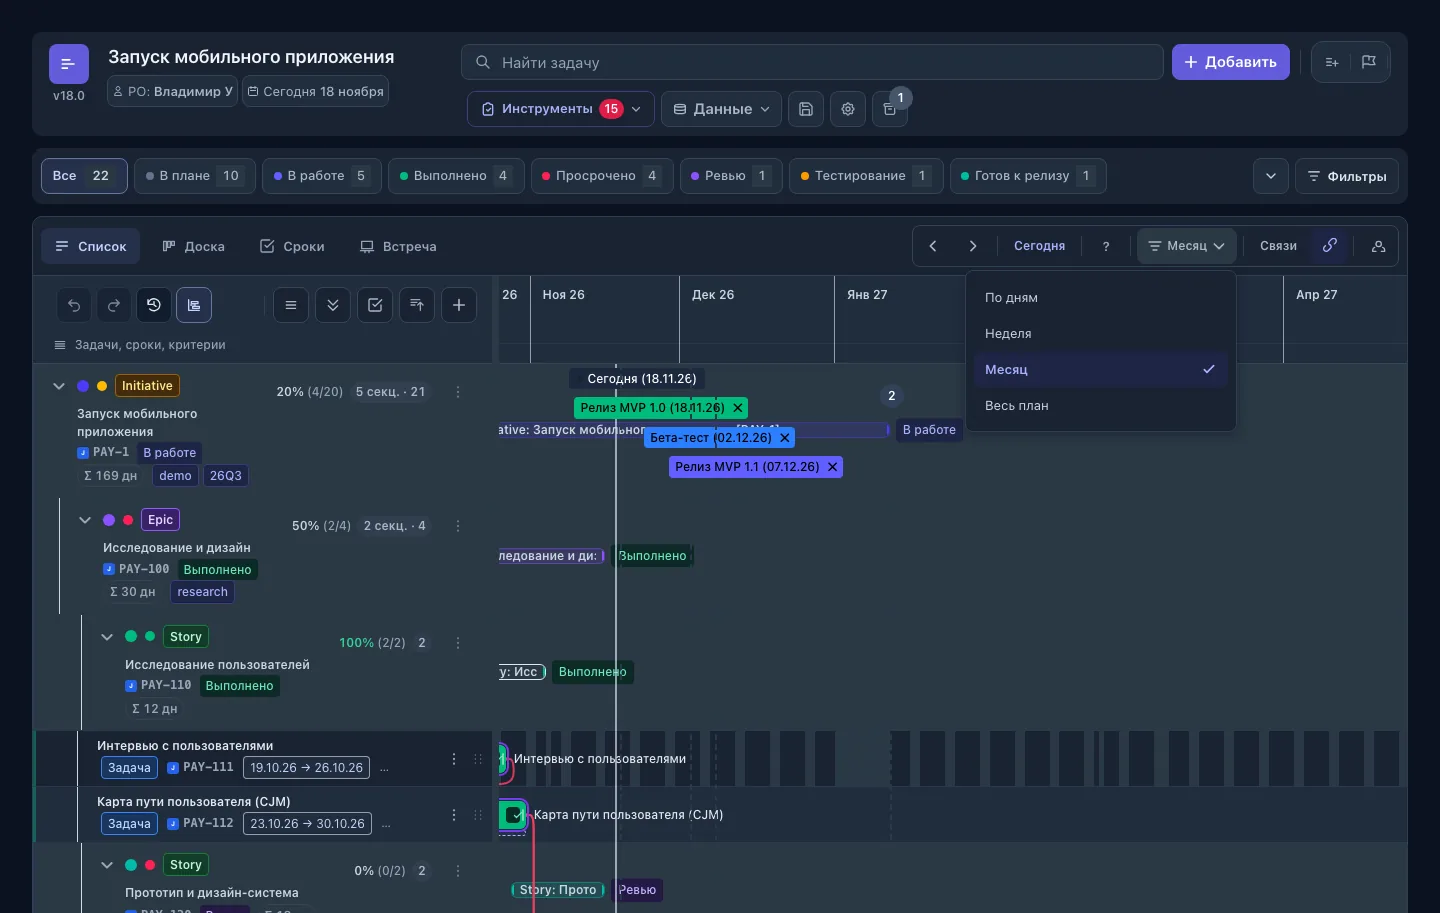 Запуск мобильного приложения
v18.0
PO: Владимир У
Сегодня 18 ноября
Найти задачу
Добавить
Инструменты 15
Данные
1
Все 22
В плане 10
В работе 5
Выполнено 4
Просрочено 4
Ревью 1
Тестирование 1
Готов к релизу 1
Фильтры
Список
Доска
Сроки
Встреча
Сегодня
?
Месяц
Связи
По дням
Неделя
Месяц
Весь план
Задачи, сроки, критерии
26
Ноя 26
Дек 26
Янв 27
Апр 27
Initiative
20% (4/20)
5 секц. · 21
Запуск мобильного
приложения
PAY-1
В работе
Σ 169 дн
demo
26Q3
Сегодня (18.11.26)
Релиз MVP 1.0 (18.11.26)
2
ative: Запуск мобильног
В работе
Бета-тест (02.12.26)
Релиз MVP 1.1 (07.12.26)
Epic
50% (2/4)
2 секц. · 4
Исследование и дизайн
PAY-100
Выполнено
Σ 30 дн
research
ледование и ди:
Выполнено
Story
100% (2/2)
2
Исследование пользователей
PAY-110
Выполнено
Σ 12 дн
у: Исс
Выполнено
Интервью с пользователями
Задача
PAY-111
19.10.26 → 26.10.26
...
Интервью с пользователями
Карта пути пользователя (CJM)
Задача
PAY-112
23.10.26 → 30.10.26
...
Карта пути пользователя (CJM)
Story
0% (0/2)
2
Прототип и дизайн-система
Story: Прото
Ревью